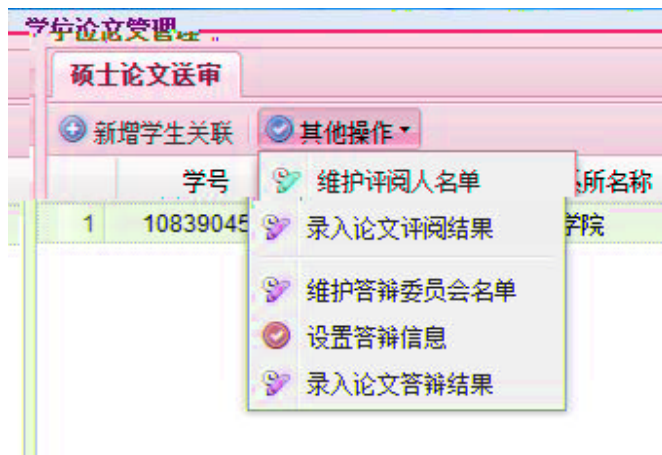 学位论文管理
硕士论文送审
新增学生关联 其他操作
学号 所名称
1 10839045 学院
维护评阅人名单
录入论文评阅结果
维护答辩委员会名单
设置答辩信息
录入论文答辩结果